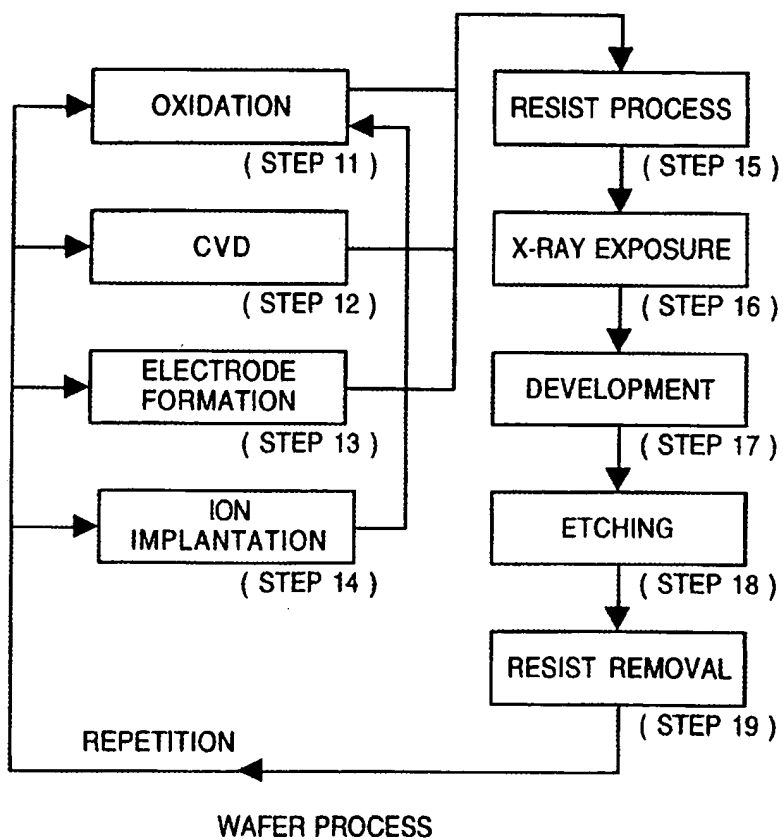 OXIDATION
( STEP 11 )
CVD
( STEP 12 )
ELECTRODE
FORMATION
( STEP 13 )
ION
IMPLANTATION
( STEP 14 )
RESIST PROCESS
( STEP 15 )
X-RAY EXPOSURE
( STEP 16 )
DEVELOPMENT
( STEP 17 )
ETCHING
( STEP 18 )
RESIST REMOVAL
( STEP 19 )
REPETITION
WAFER PROCESS